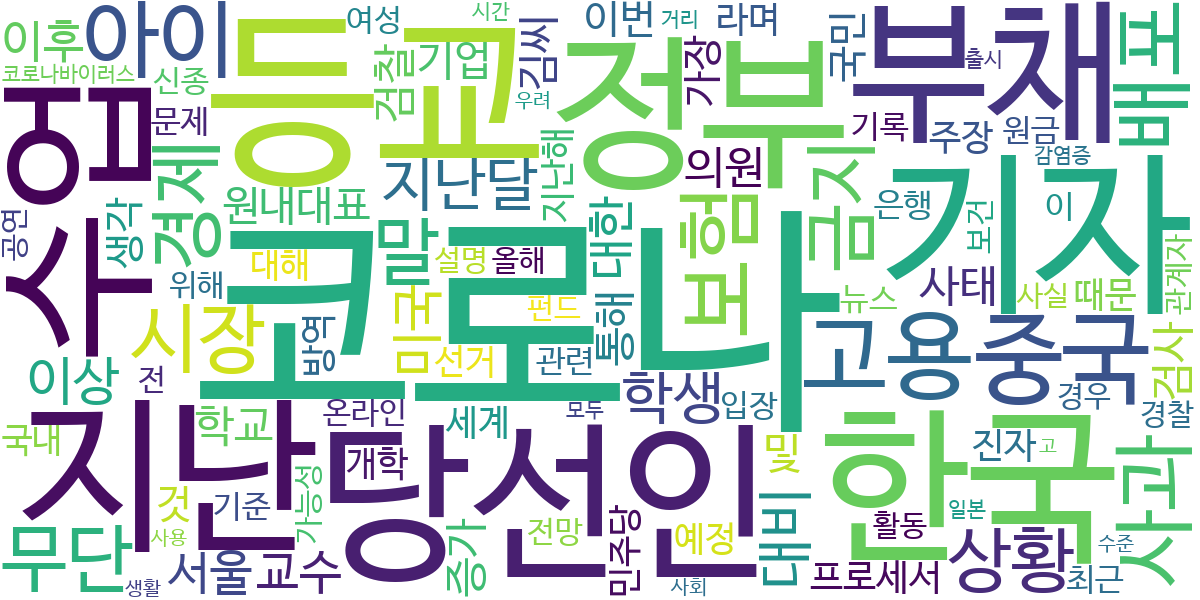 이후
아이
등
코
정부
부채
배포
여성
시간
이번
거리
라며
국민
출시
코로나바이러스
신종
검찰
기업
김씨
우려
가장
수업
문제
경제
기록
주장
원금
감염증
지난달
지난해
의원
금지
기자
원내대표
생각
공연
말
대한
보험
은행
보건
이
위해
대해
설명
올해
펀드
통해
뉴스
사태
사실
때문
관계자
코로나
시장
방역
미국
선거
관련
고용
중국
검사
이상
전
학생
입장
경우
경찰
온라인
세계
모두
국내
학교
지난
당선인
및
한국
진자
고
사과
개학
가능성
것
기준
증가
전망
민주당
예정
대비
활동
일본
무단
사용
서울
교수
생활
사회
프로세서
상황
최근
수준